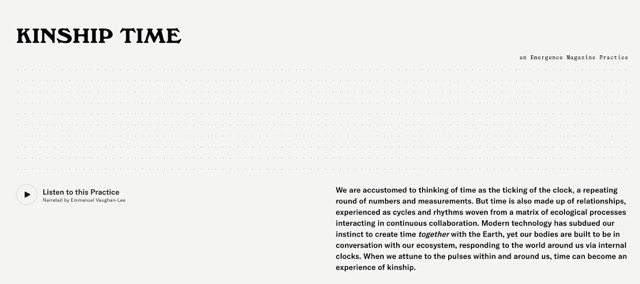 KINSHIP TIME
an Emergence Magazine Practice
Listen to this Practice
Narrated by Emmanuel Vaughan-Lee
We are accustomed to thinking of time as the ticking of the clock, a repeating
round of numbers and measurements. But time is also made up of relationships,
experienced as cycles and rhythms woven from a matrix of ecological processes
interacting in continuous collaboration. Modern technology has subdued our
instinct to create time together with the Earth, yet our bodies are built to be in
conversation with our ecosystem, responding to the world around us via internal
clocks. When we attune to the pulses within and around us, time can become an
experience of kinship.